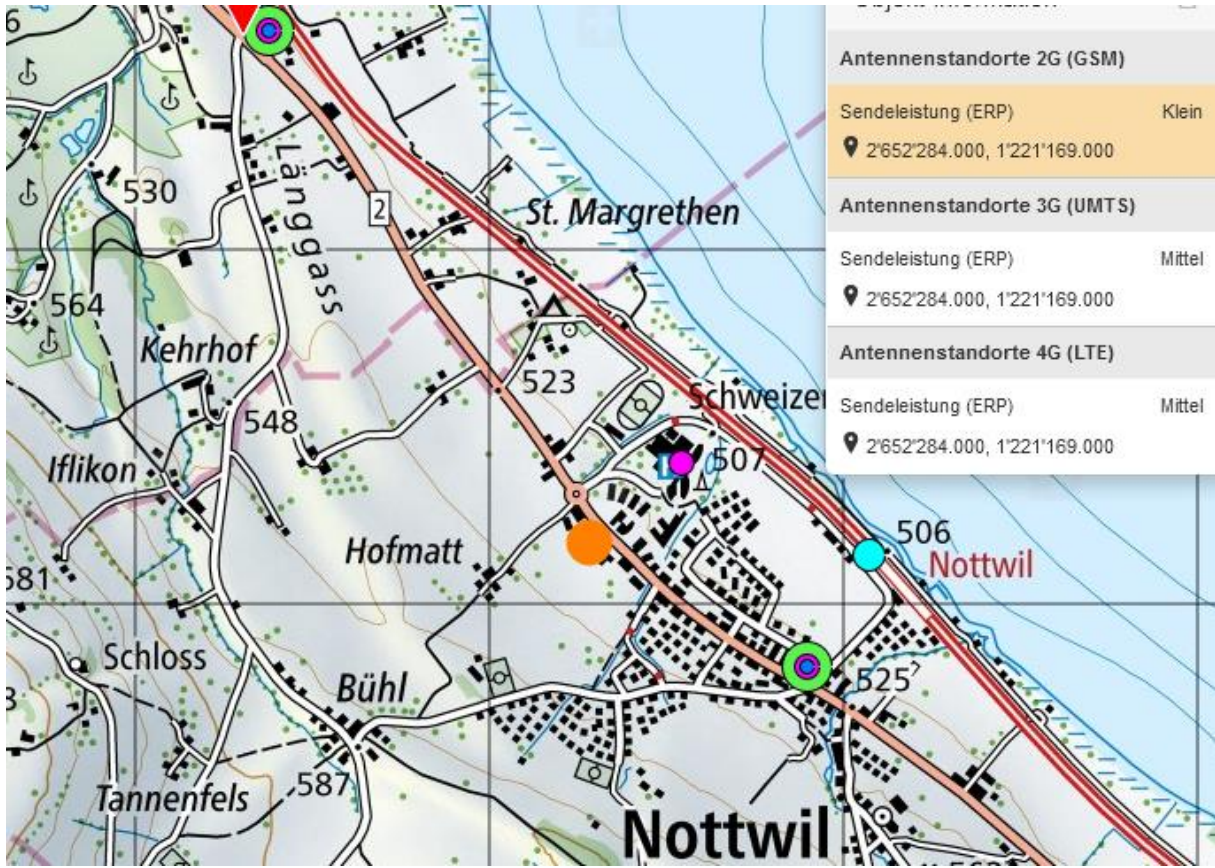 530
Länggass
2
St. Margrethen
564
Kehrhof
523
548
Schweizer
507
Iflikon
Hofmatt
506
Nottwil
Schloss
Bühl
525
587
Tannenfels
Nottwil
Antennenstandorte 2G (GSM)
Sendeleistung (ERP) Klein
2'652'284.000, 1'221'169.000
Antennenstandorte 3G (UMTS)
Sendeleistung (ERP) Mittel
2'652'284.000, 1'221'169.000
Antennenstandorte 4G (LTE)
Sendeleistung (ERP) Mittel
2'652'284.000, 1'221'169.000